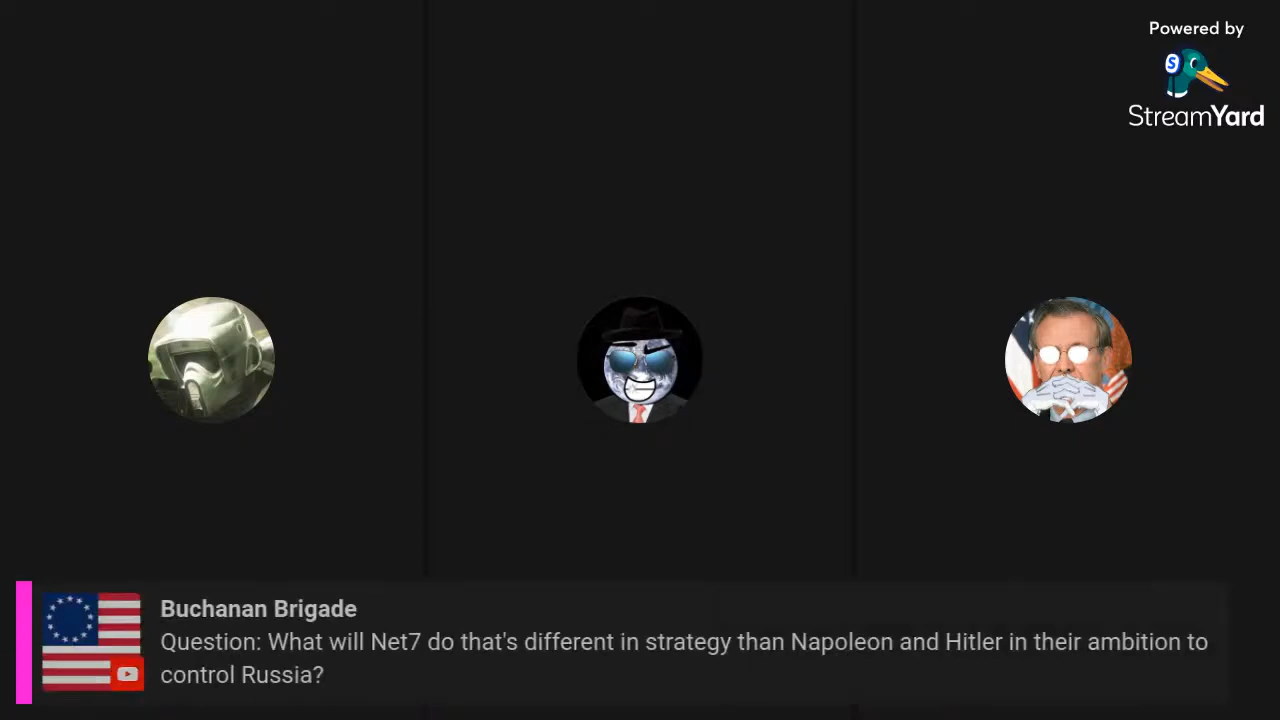 Powered by
S
StreamYard
Buchanan Brigade
Question: What will Net7 do that's different in strategy than Napoleon and Hitler in their ambition to
control Russia?